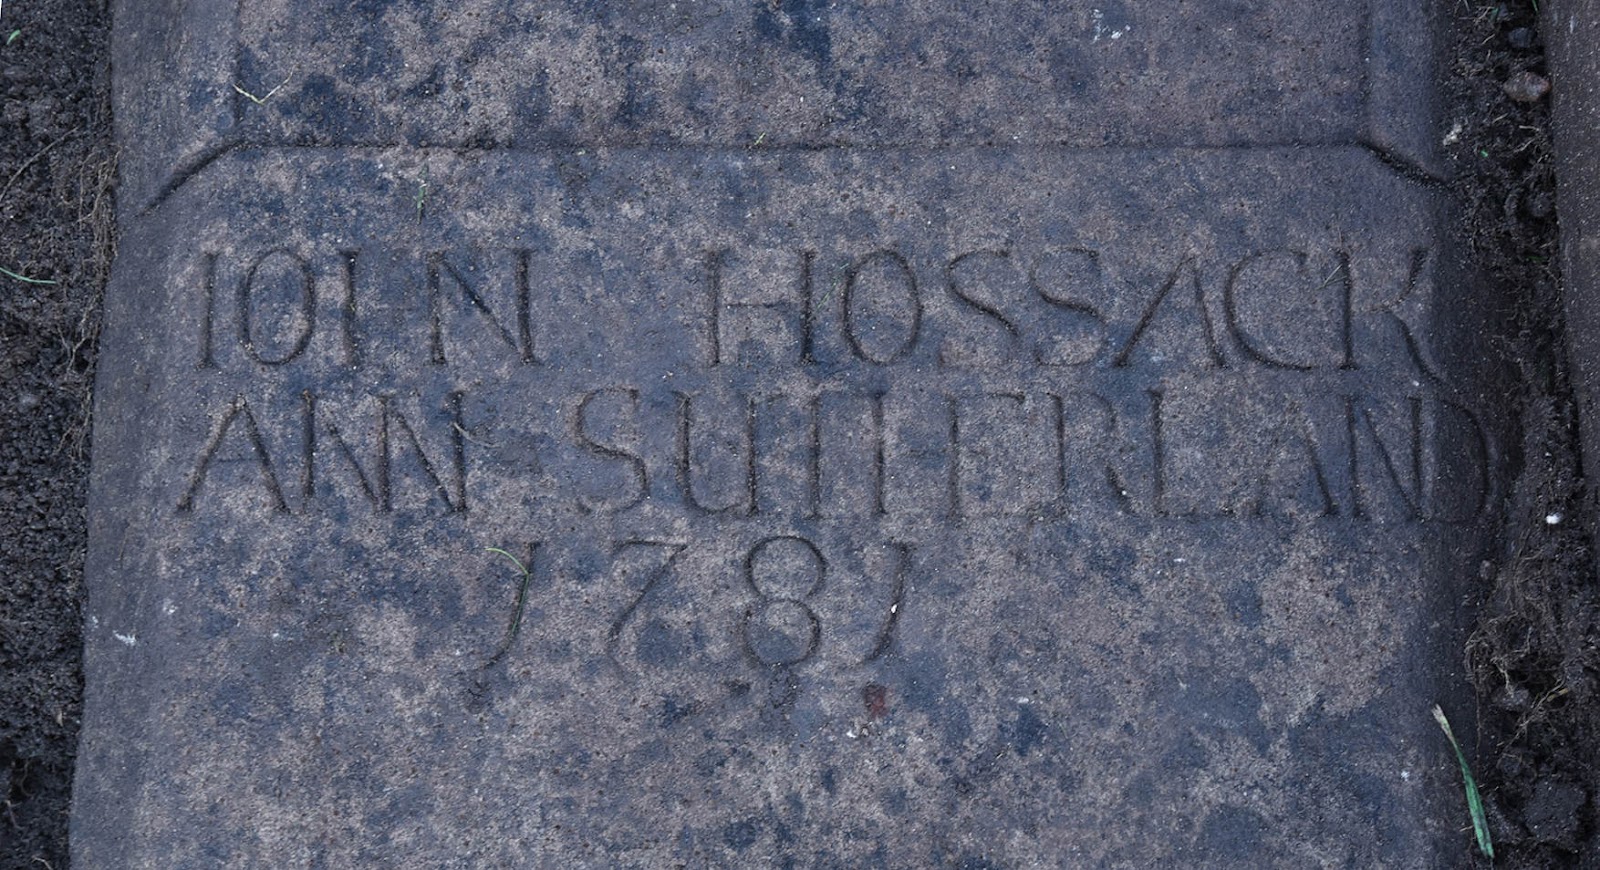 IOHN HOSSACK
ANN SUTHERLAND
1781